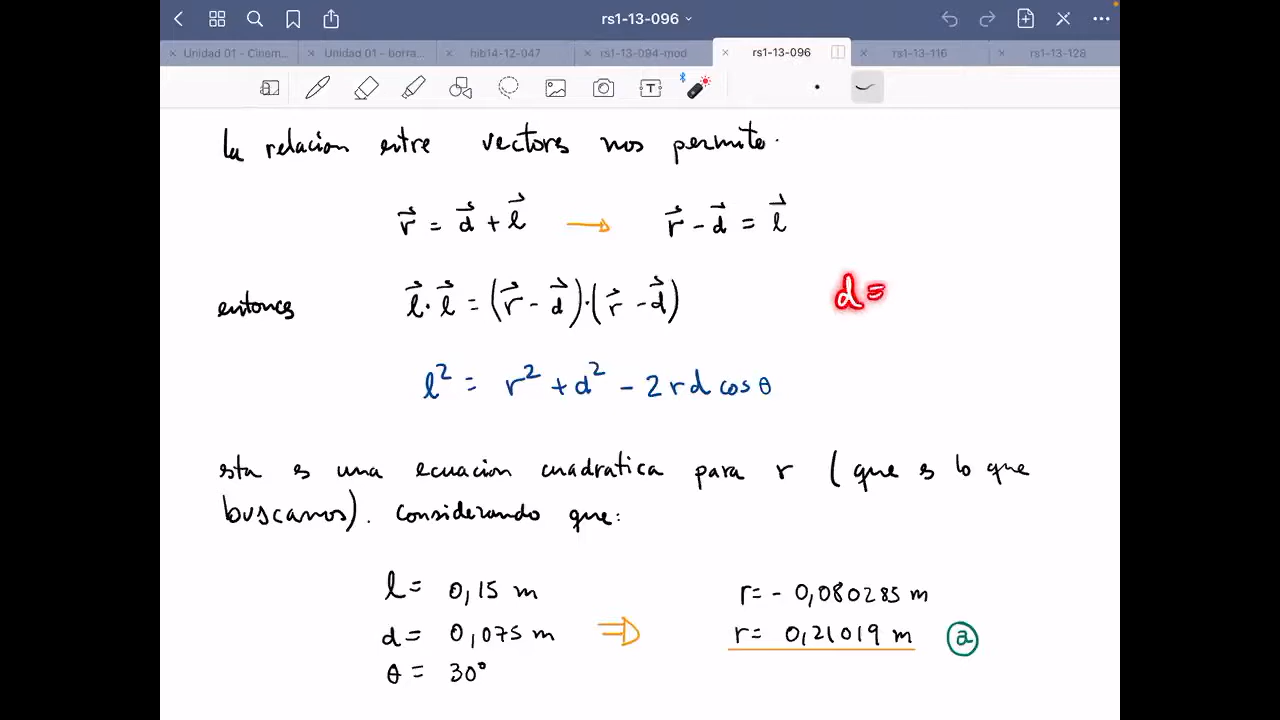 rs1-13-096
Unidad 01 - Cinem...
Unidad 01 - borra...
hib14-12-047
rs1-13-094-mod
rs1-13-096
rs1-13-116
rs1-13-128
la relacion entre vectores nos permite.
r⃗ = d⃗ + l⃗ → r⃗ - d⃗ = l⃗
entonces l⃗ · l⃗ = (r⃗ - d⃗)·(r⃗ - d⃗)
d=
l² = r² + d² - 2 r d cos θ
esta es una ecuacion cuadratica para r (que es lo que
buscamos). Considerando que:
l = 0,15 m
r = - 0,080285 m
d = 0,075 m ⇒ r = 0,21019 m (a)
θ = 30°